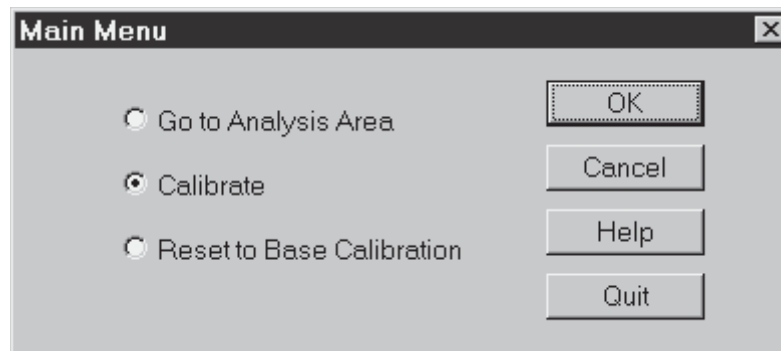 Main Menu
Go to Analysis Area
Calibrate
Reset to Base Calibration
OK
Cancel
Help
Quit